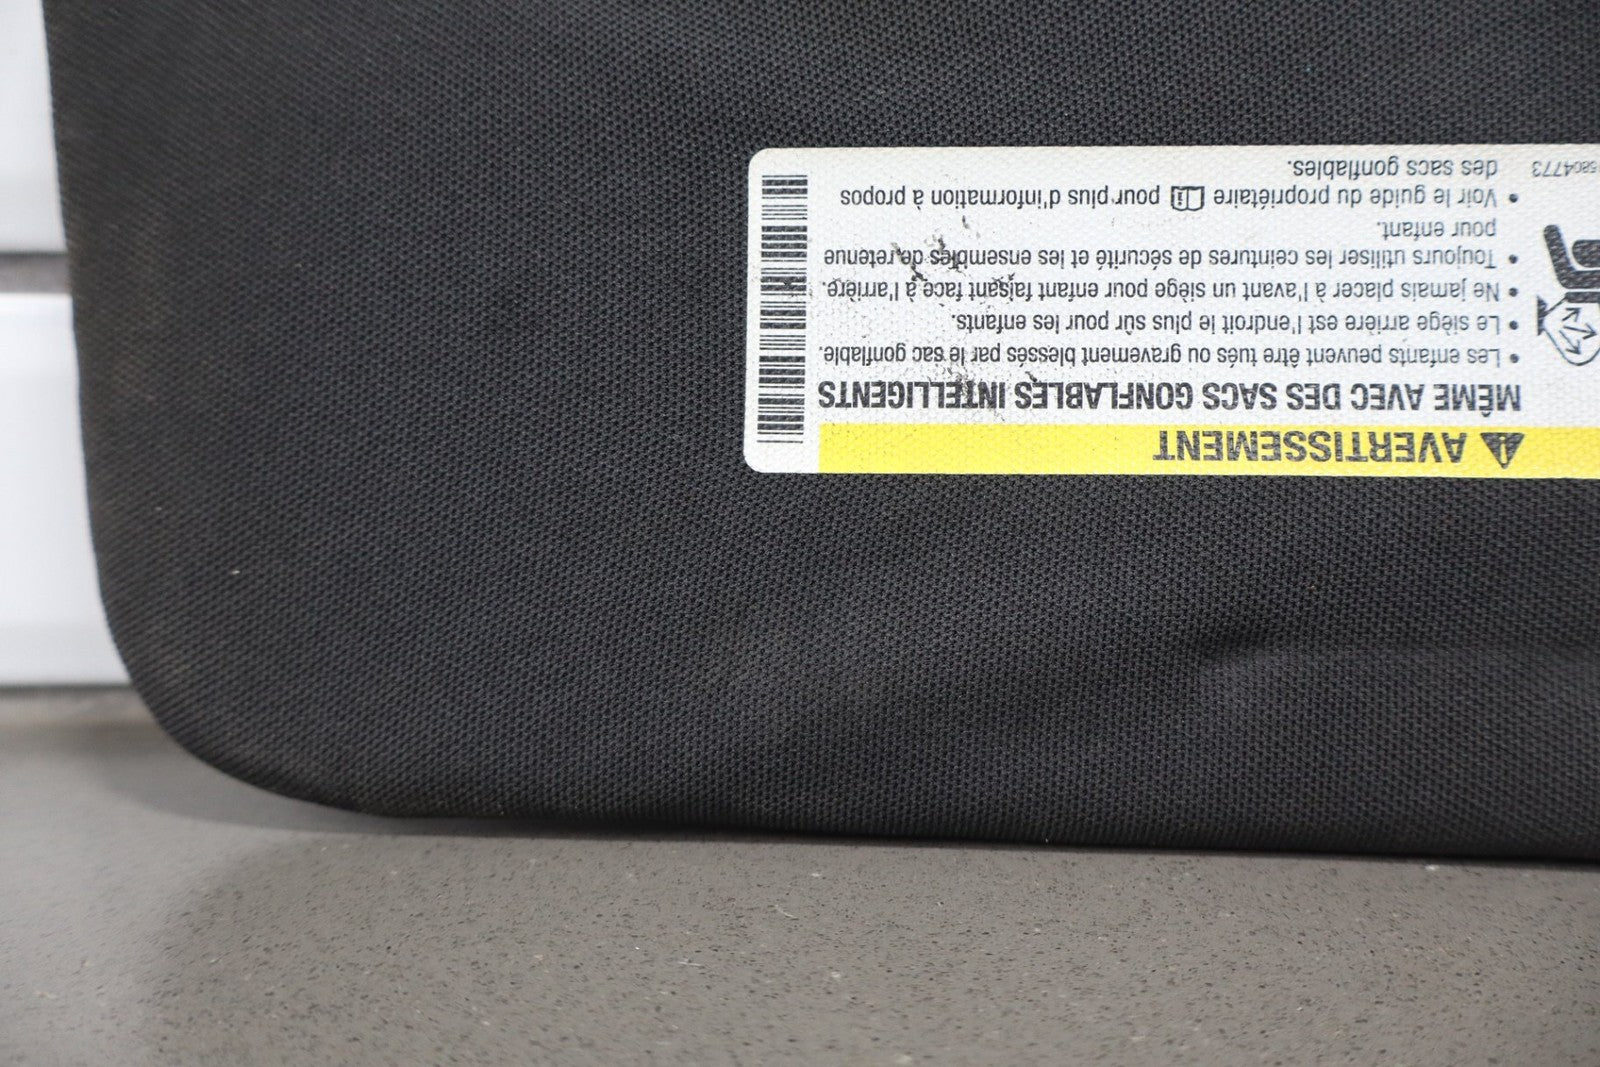 AVERTISSEMENT
MÊME AVEC DES SACS GONFLABLES INTELLIGENTS
• Les enfants peuvent être tués ou gravement blessés par le sac gonflable.
• Le siège arrière est l'endroit le plus sûr pour les enfants.
• Ne jamais placer à l'avant un siège pour enfant faisant face à l'arrière.
• Toujours utiliser les ceintures de sécurité et les ensembles de retenue
pour enfant.
• Voir le guide du propriétaire pour plus d'information à propos
des sacs gonflables.